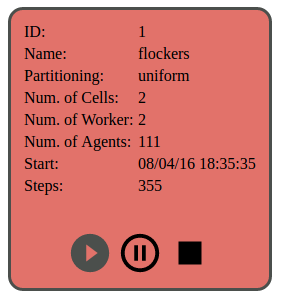 ID: 1
Name: flockers
Partitioning: uniform
Num. of Cells: 2
Num. of Worker: 2
Num. of Agents: 111
Start: 08/04/16 18:35:35
Steps: 355